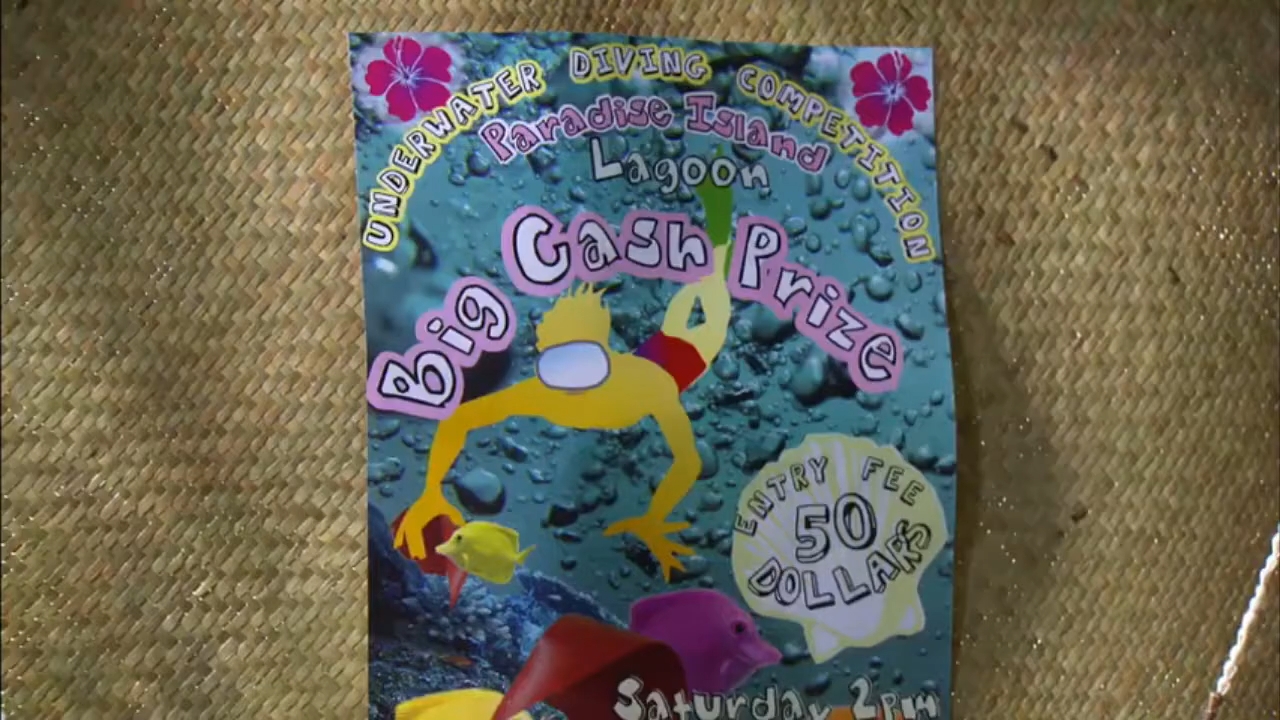 UNDERWATER DIVING COMPETITION
Paradise Island
Lagoon
Big Cash Prize
ENTRY FEE
50
DOLLARS
Saturday 2pm